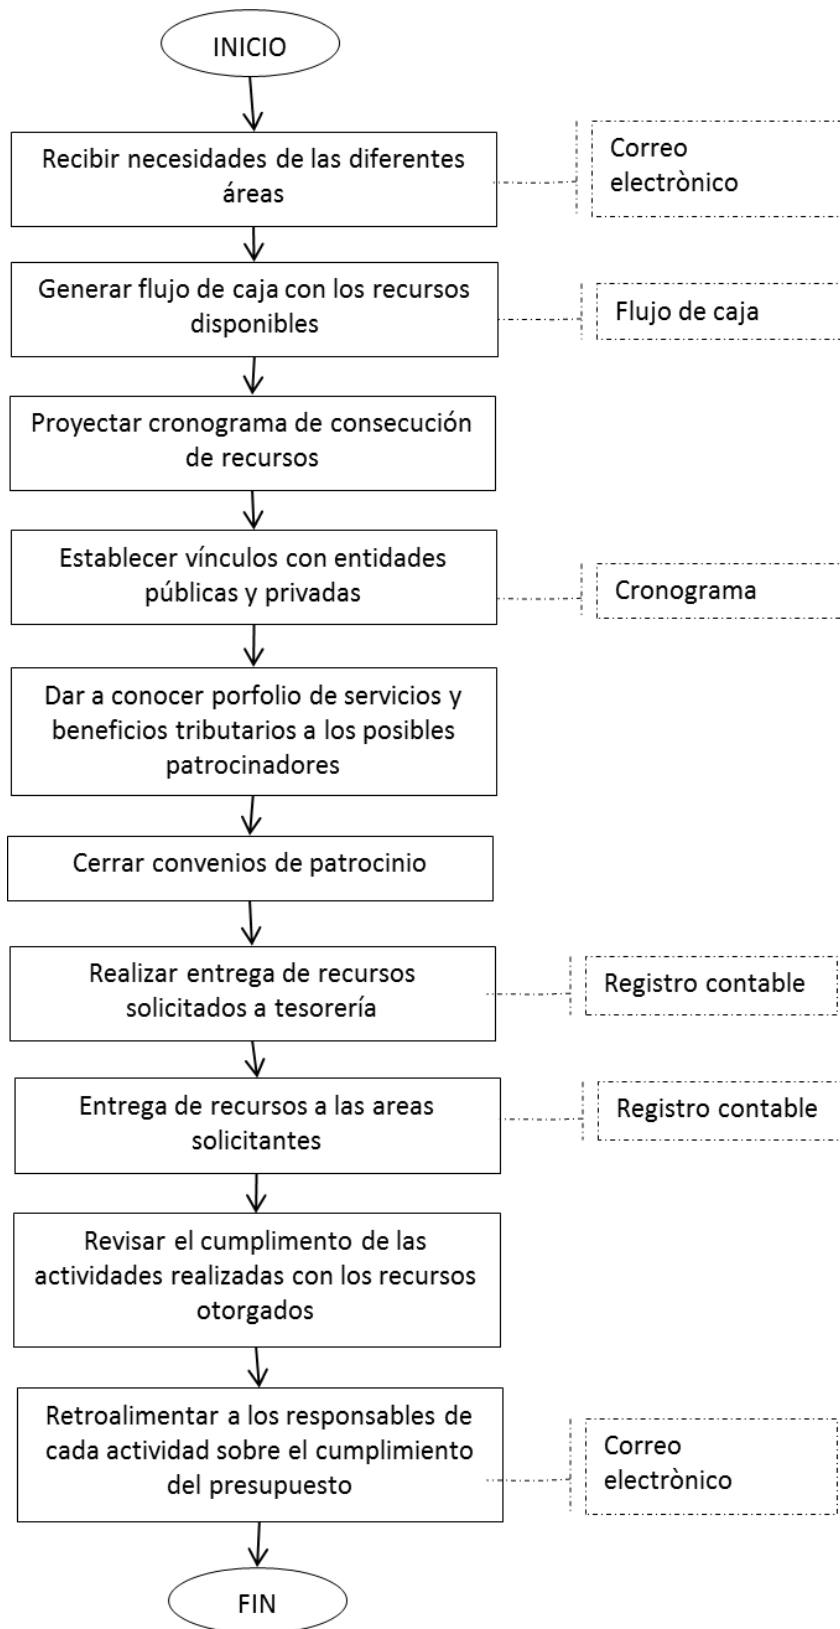 INICIO
Recibir necesidades de las diferentes
áreas
Correo
electrònico
Generar flujo de caja con los recursos
disponibles
Flujo de caja
Proyectar cronograma de consecución
de recursos
Establecer vínculos con entidades
públicas y privadas
Cronograma
Dar a conocer porfolio de servicios y
beneficios tributarios a los posibles
patrocinadores
Cerrar convenios de patrocinio
Realizar entrega de recursos
solicitados a tesorería
Registro contable
Entrega de recursos a las areas
solicitantes
Registro contable
Revisar el cumplimento de las
actividades realizadas con los recursos
otorgados
Retroalimentar a los responsables de
cada actividad sobre el cumplimiento
del presupuesto
Correo
electrònico
FIN